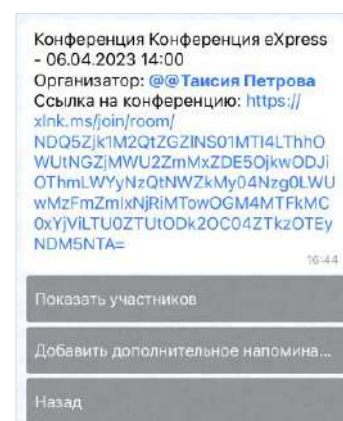 Конференция Конференция eXpress
- 06.04.2023 14:00
Организатор: @@Таисия Петрова
Ссылка на конференцию: https://
xlnk.ms/join/room/
NDQ5Zjk1M2QtZGZlNS01MTI4LThhO
WUtNGZjMWU2ZmMxZDE5OjkwODJi
OThmLWYyNzQtNWZkMy04Nzg0LWU
wMzFmZmIxNjRiMTowOGM4MTFkMC
0xYjViLTU0ZTUtODk2OC04ZTkzOTEy
NDM5NTA=
16:44
Показать участников
Добавить дополнительное напомина...
Назад